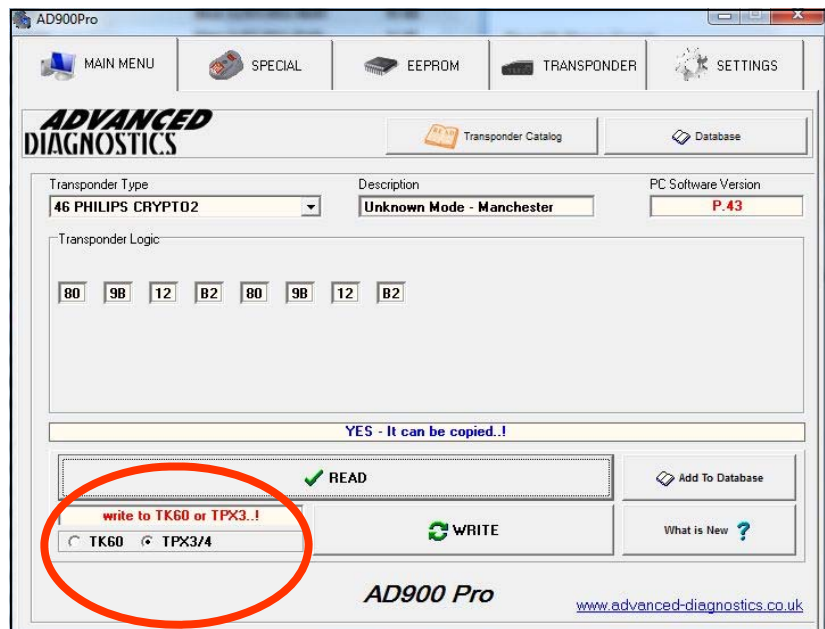 AD900Pro
MAIN MENU SPECIAL EEPROM TRANSPONDER SETTINGS
ADVANCED
DIAGNOSTICS
Transponder Catalog Database
Transponder Type Description PC Software Version
46 PHILIPS CRYPTO2 Unknown Mode - Manchester P.43
Transponder Logic
80 9B 12 B2 80 9B 12 B2
YES - It can be copied..!
READ Add To Database
write to TK60 or TPX3..!
TK60 TPX3/4 WRITE What is New ?
AD900 Pro
www.advanced-diagnostics.co.uk